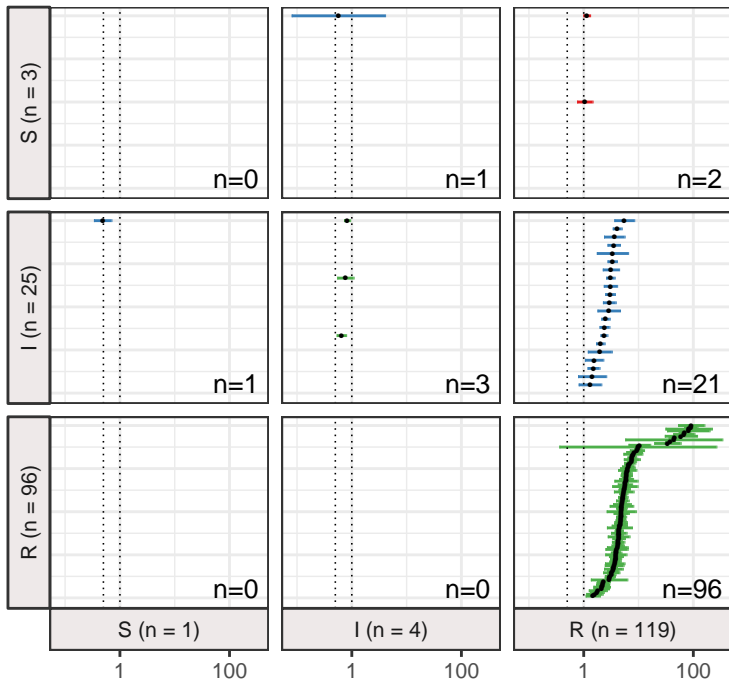 S (n = 3)
n=0
n=1
n=2
I (n = 25)
n=1
n=3
n=21
R (n = 96)
n=0
n=0
n=96
S (n = 1)
I (n = 4)
R (n = 119)
1
100
1
100
1
100